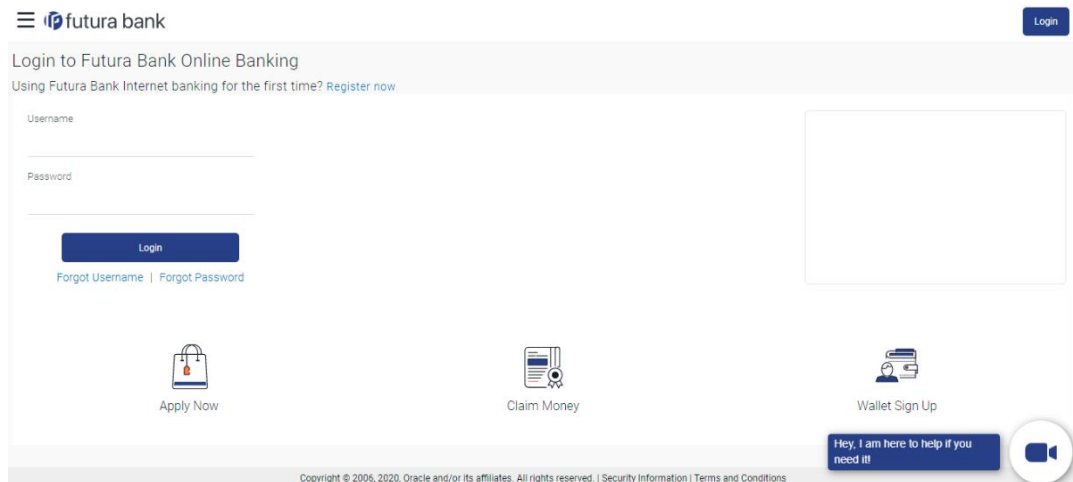 futura bank
Login
Login to Futura Bank Online Banking
Using Futura Bank Internet banking for the first time? Register now
Username
Password
Login
Forgot Username | Forgot Password
Apply Now
Claim Money
Wallet Sign Up
Hey, I am here to help if you
need it!
Copyright © 2006, 2020, Oracle and/or its affiliates. All rights reserved. | Security Information | Terms and Conditions